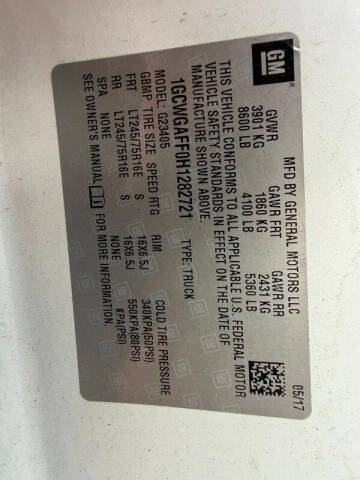 GM
MFD BY GENERAL MOTORS LLC
05/17
GVWR GAWR FRT GAWR RR
3901 KG 1860 KG 2431 KG
8600 LB 4100 LB 5360 LB
THIS VEHICLE CONFORMS TO ALL APPLICABLE U.S. FEDERAL MOTOR
VEHICLE SAFETY STANDARDS IN EFFECT ON THE DATE OF
MANUFACTURE SHOWN ABOVE.
1GCWGAFF0H1282721 TYPE: TRUCK
MODEL: G23405
GBMP TIRE SIZE SPEED RTG RIM COLD TIRE PRESSURE
FRT LT245/75R16E S 16X6.5J 340KPA(50PSI)
RR LT245/75R16E S 16X6.5J 550KPA(80PSI)
SPA NONE NONE KPA(PSI)
SEE OWNER'S MANUAL i